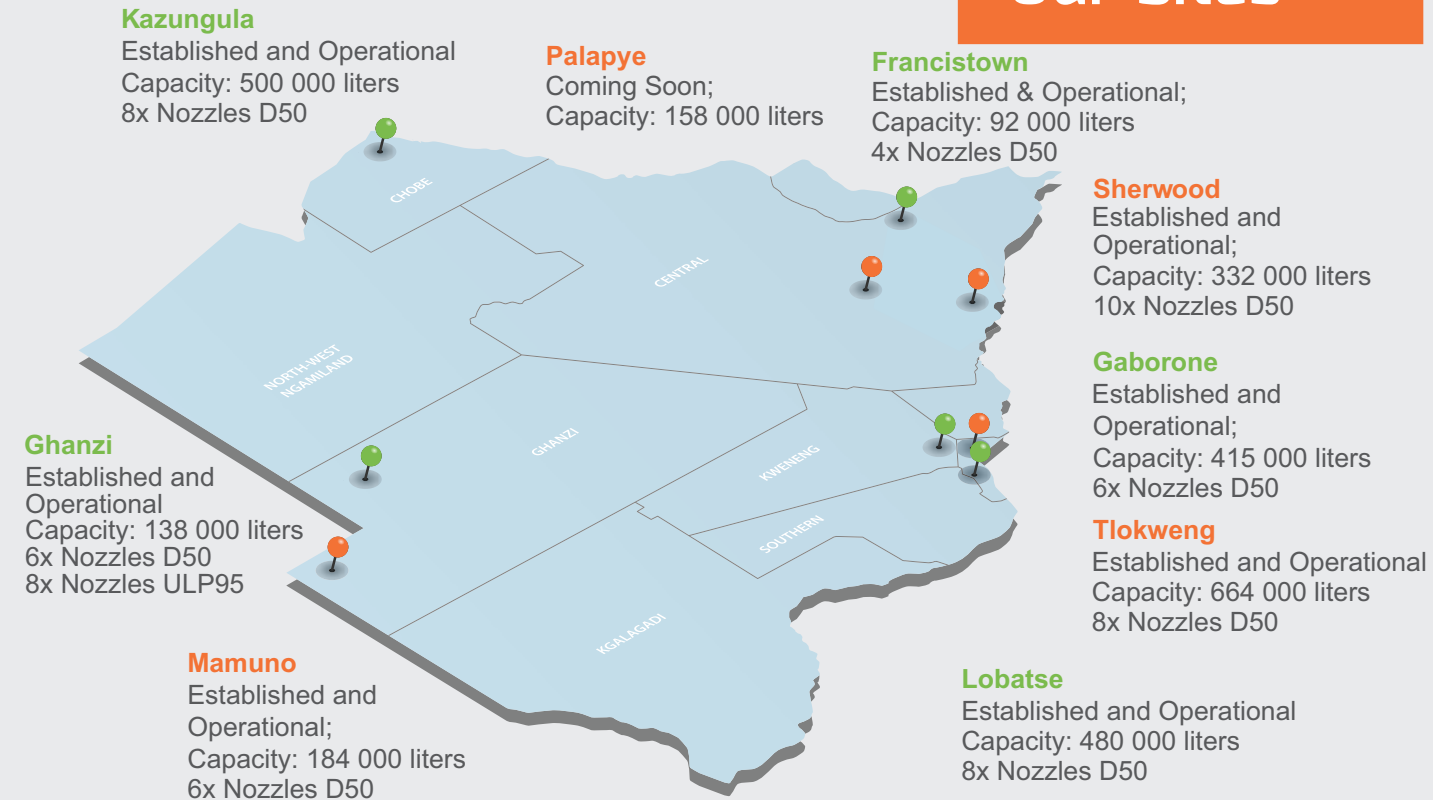 Our Sites
Kazungula
Established and Operational
Capacity: 500 000 liters
8x Nozzles D50
Palapye
Coming Soon;
Capacity: 158 000 liters
Francistown
Established & Operational;
Capacity: 92 000 liters
4x Nozzles D50
Sherwood
Established and
Operational;
Capacity: 332 000 liters
10x Nozzles D50
Gaborone
Established and
Operational;
Capacity: 415 000 liters
6x Nozzles D50
Tlokweng
Established and Operational
Capacity: 664 000 liters
8x Nozzles D50
Lobatse
Established and Operational
Capacity: 480 000 liters
8x Nozzles D50
Ghanzi
Established and
Operational
Capacity: 138 000 liters
6x Nozzles D50
8x Nozzles ULP95
Mamuno
Established and
Operational;
Capacity: 184 000 liters
6x Nozzles D50
CHOBE
CENTRAL
NORTH-WEST
NGAMILAND
GHANZI
KWENENG
SOUTHERN
KGALAGADI